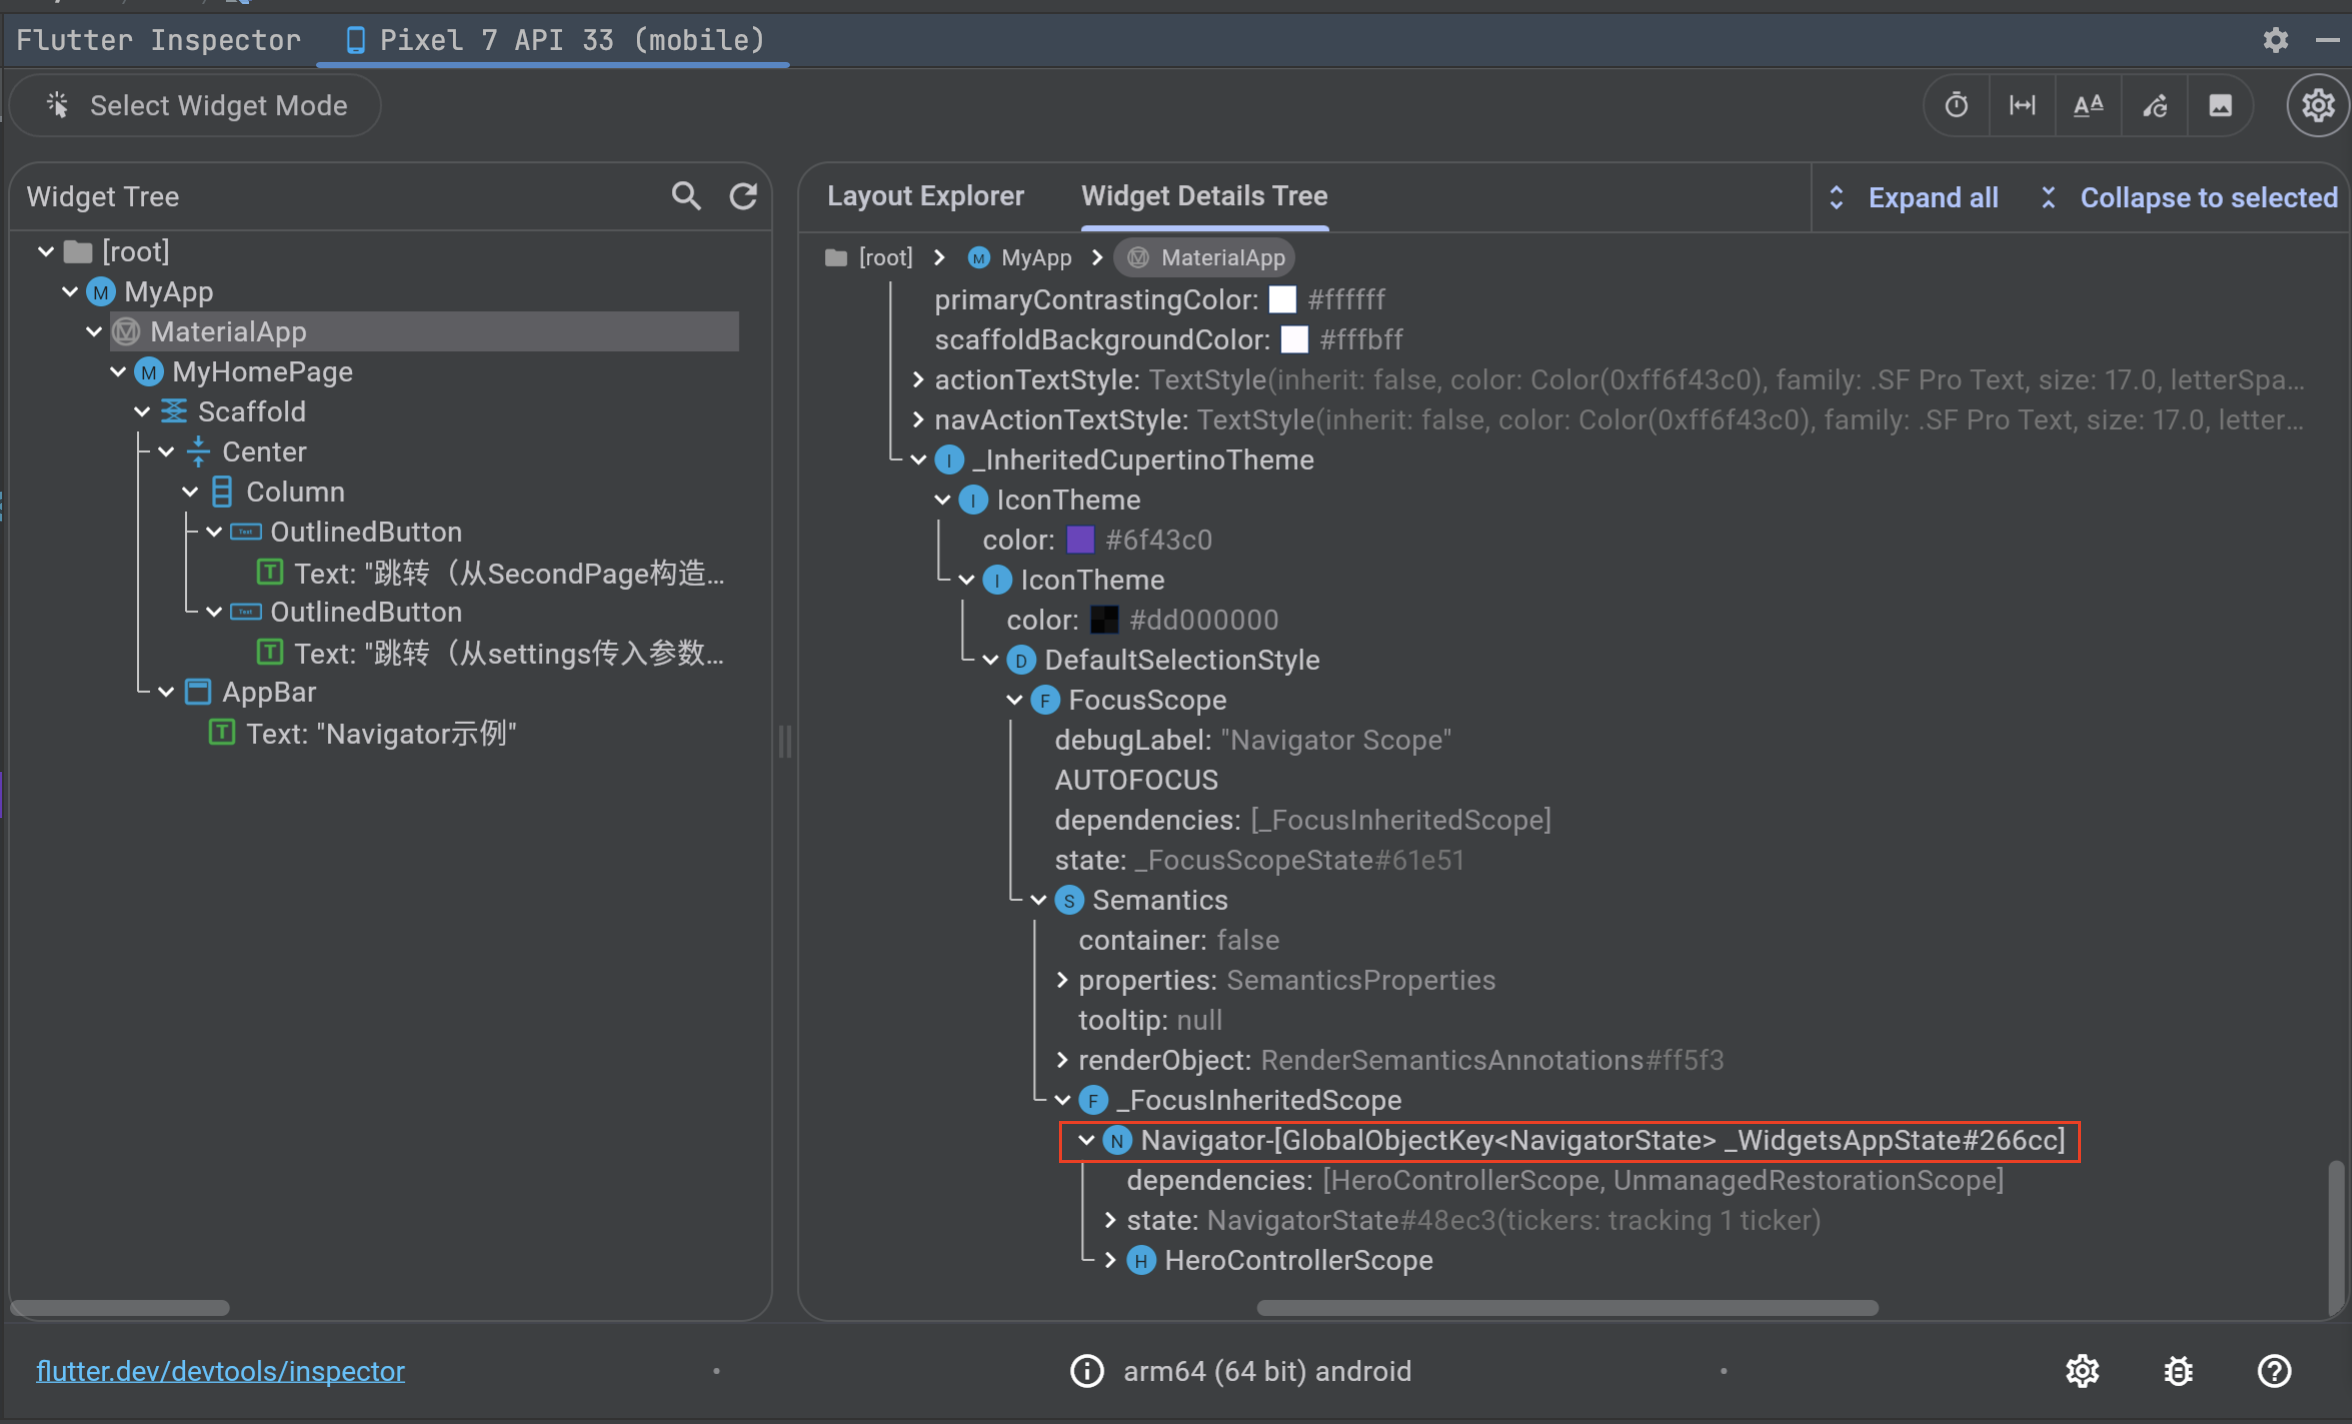 Flutter Inspector
Pixel 7 API 33 (mobile)
Select Widget Mode
Widget Tree
[root]
MyApp
MaterialApp
MyHomePage
Scaffold
Center
Column
OutlinedButton
Text: "跳转（从SecondPage构造...
OutlinedButton
Text: "跳转（从settings传入参数...
AppBar
Text: "Navigator示例"
Layout Explorer
Widget Details Tree
Expand all
Collapse to selected
[root] MyApp MaterialApp
primaryContrastingColor: #ffffff
scaffoldBackgroundColor: #fffbff
actionTextStyle: TextStyle(inherit: false, color: Color(0xff6f43c0), family: .SF Pro Text, size: 17.0, letterSpa...
navActionTextStyle: TextStyle(inherit: false, color: Color(0xff6f43c0), family: .SF Pro Text, size: 17.0, letter...
_InheritedCupertinoTheme
IconTheme
color: #6f43c0
IconTheme
color: #dd000000
DefaultSelectionStyle
FocusScope
debugLabel: "Navigator Scope"
AUTOFOCUS
dependencies: [_FocusInheritedScope]
state: _FocusScopeState#61e51
Semantics
container: false
properties: SemanticsProperties
tooltip: null
renderObject: RenderSemanticsAnnotations#ff5f3
_FocusInheritedScope
Navigator-[GlobalObjectKey<NavigatorState> _WidgetsAppState#266cc]
dependencies: [HeroControllerScope, UnmanagedRestorationScope]
state: NavigatorState#48ec3(tickers: tracking 1 ticker)
HeroControllerScope
flutter.dev/devtools/inspector
arm64 (64 bit) android